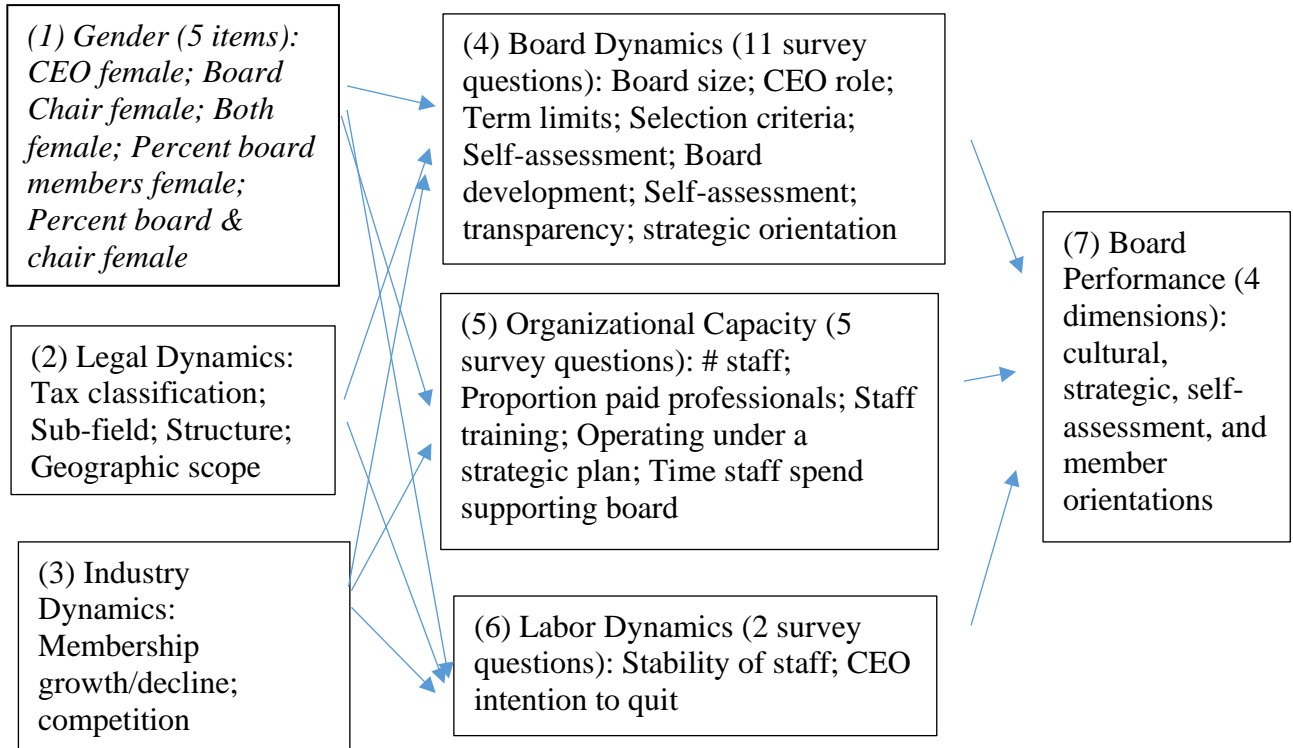 (1) Gender (5 items):
CEO female; Board
Chair female; Both
female; Percent board
members female;
Percent board &
chair female
(2) Legal Dynamics:
Tax classification;
Sub-field; Structure;
Geographic scope
(3) Industry
Dynamics:
Membership
growth/decline;
competition
(4) Board Dynamics (11 survey
questions): Board size; CEO role;
Term limits; Selection criteria;
Self-assessment; Board
development; Self-assessment;
transparency; strategic orientation
(5) Organizational Capacity (5
survey questions): # staff;
Proportion paid professionals; Staff
training; Operating under a
strategic plan; Time staff spend
supporting board
(6) Labor Dynamics (2 survey
questions): Stability of staff; CEO
intention to quit
(7) Board
Performance (4
dimensions):
cultural,
strategic, self-
assessment, and
member
orientations